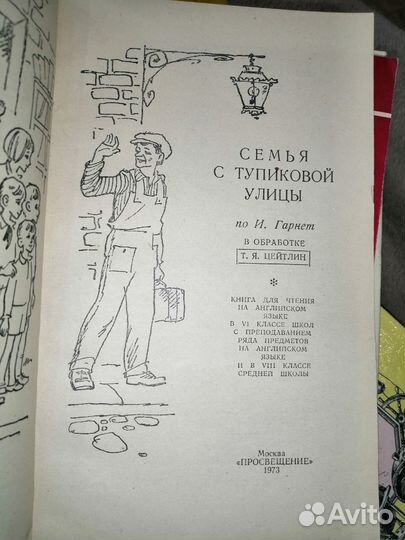 СЕМЬЯ
С ТУПИКОВОЙ
УЛИЦЫ
по И. Гарнет
В ОБРАБОТКЕ
Т. Я. ЦЕЙТЛИН
*
КНИГА ДЛЯ ЧТЕНИЯ
НА АНГЛИЙСКОМ
ЯЗЫКЕ
В VI КЛАССЕ ШКОЛ
С ПРЕПОДАВАНИЕМ
РЯДА ПРЕДМЕТОВ
НА АНГЛИЙСКОМ
ЯЗЫКЕ
И В VIII КЛАССЕ
СРЕДНЕЙ ШКОЛЫ
Москва
«ПРОСВЕЩЕНИЕ»
1973
Avito